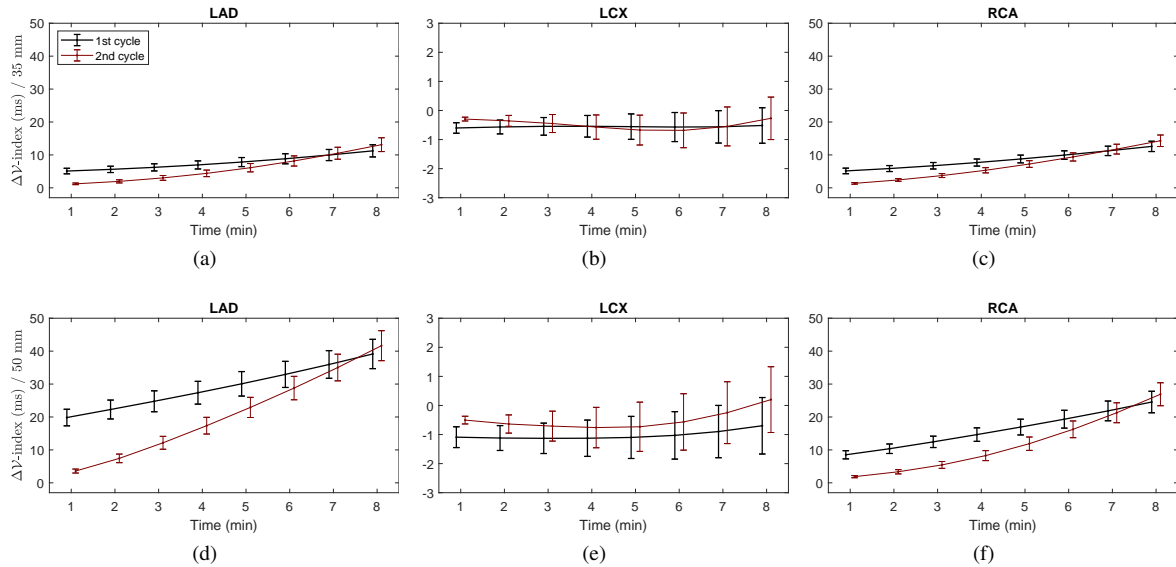 LAD
LCX
RCA
ΔV-index (ms) / 35 mm
50
40
30
20
10
0
1st cycle
2nd cycle
1 2 3 4 5 6 7 8
Time (min)
(a)
3
2
1
0
-1
-2
-3
1 2 3 4 5 6 7 8
Time (min)
(b)
50
40
30
20
10
0
1 2 3 4 5 6 7 8
Time (min)
(c)
LAD
LCX
RCA
ΔV-index (ms) / 50 mm
50
40
30
20
10
0
1 2 3 4 5 6 7 8
Time (min)
(d)
3
2
1
-0
-1
-2
-3
1 2 3 4 5 6 7 8
Time (min)
(e)
50
40
30
20
10
0
1 2 3 4 5 6 7 8
Time (min)
(f)